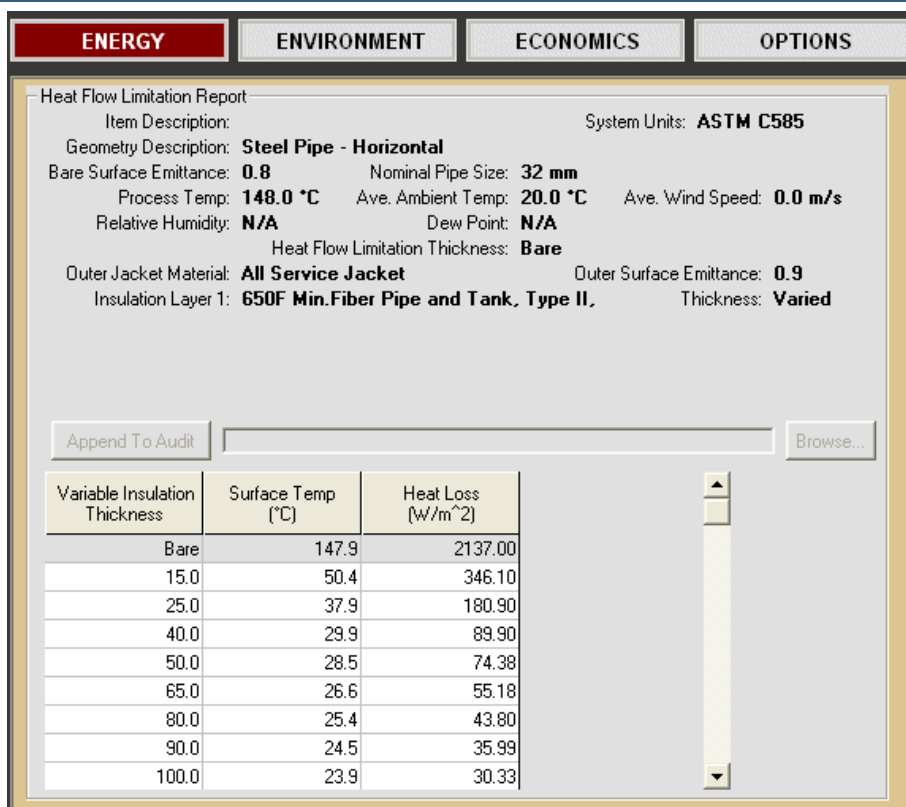 ENERGY ENVIRONMENT ECONOMICS OPTIONS
Heat Flow Limitation Report
Item Description: System Units: ASTM C585
Geometry Description: Steel Pipe - Horizontal
Bare Surface Emittance: 0.8 Nominal Pipe Size: 32 mm
Process Temp: 148.0 °C Ave. Ambient Temp: 20.0 °C Ave. Wind Speed: 0.0 m/s
Relative Humidity: N/A Dew Point: N/A
Heat Flow Limitation Thickness: Bare
Outer Jacket Material: All Service Jacket Outer Surface Emittance: 0.9
Insulation Layer 1: 650F Min.Fiber Pipe and Tank, Type II, Thickness: Varied
Append To Audit Browse...
Variable Insulation Surface Temp Heat Loss
Thickness (°C) (W/m^2)
Bare 147.9 2137.00
15.0 50.4 346.10
25.0 37.9 180.90
40.0 29.9 89.90
50.0 28.5 74.38
65.0 26.6 55.18
80.0 25.4 43.80
90.0 24.5 35.99
100.0 23.9 30.33